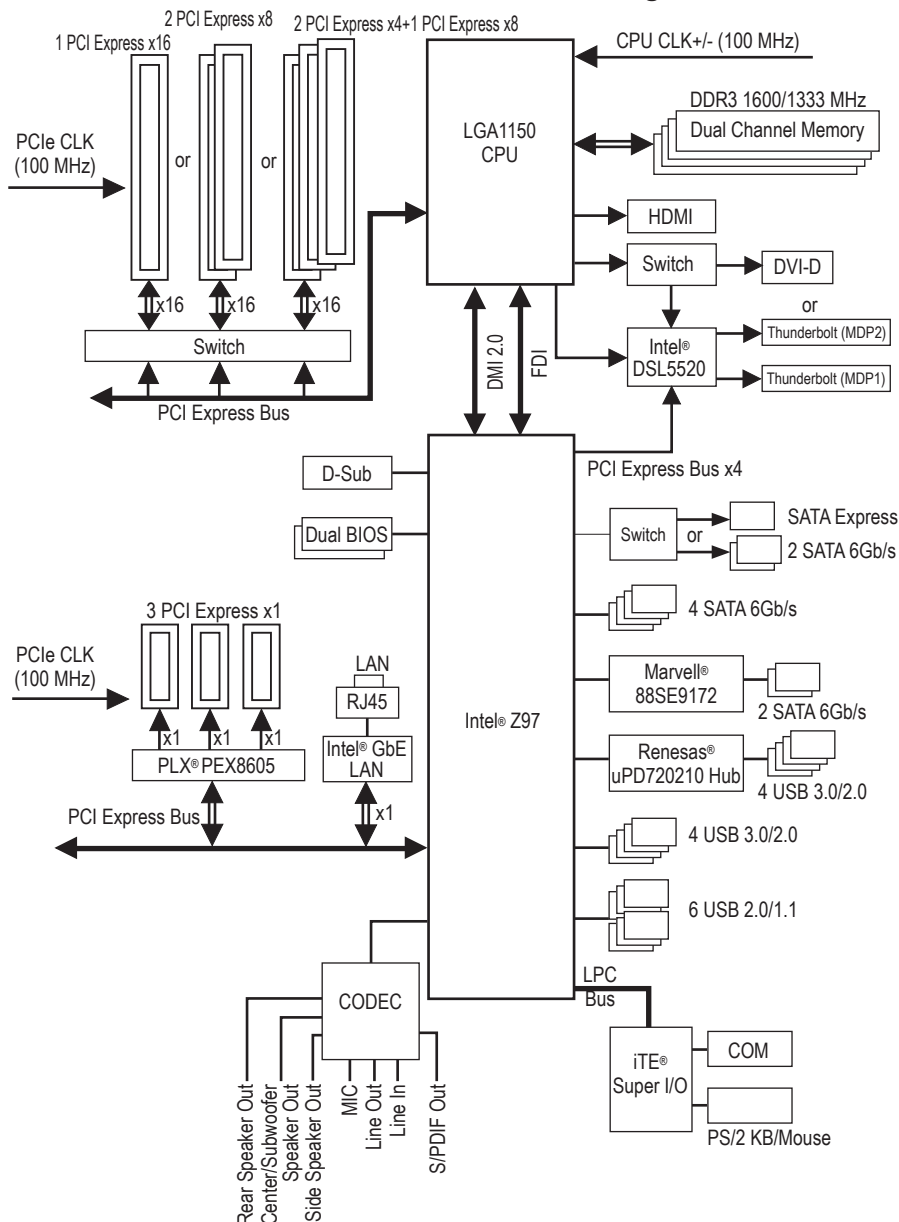 2 PCI Express x8
2 PCI Express x4+1 PCI Express x8
1 PCI Express x16
CPU CLK+/- (100 MHz)
DDR3 1600/1333 MHz
Dual Channel Memory
LGA1150
CPU
PCIe CLK
(100 MHz)
or
or
HDMI
Switch
DVI-D
or
x16
x16
x16
Switch
Intel®
DSL5520
Thunderbolt (MDP2)
Thunderbolt (MDP1)
DMI 2.0
FDI
PCI Express Bus
PCI Express Bus x4
D-Sub
Dual BIOS
Switch
or
SATA Express
2 SATA 6Gb/s
4 SATA 6Gb/s
3 PCI Express x1
PCIe CLK
(100 MHz)
LAN
RJ45
Intel® GbE
LAN
Intel® Z97
Marvell®
88SE9172
2 SATA 6Gb/s
x1
x1
x1
PLX® PEX8605
Renesas®
uPD720210 Hub
4 USB 3.0/2.0
PCI Express Bus
x1
4 USB 3.0/2.0
6 USB 2.0/1.1
LPC
Bus
CODEC
iTE®
Super I/O
COM
PS/2 KB/Mouse
Rear Speaker Out
Center/Subwoofer
Speaker Out
Side Speaker Out
MIC
Line Out
Line In
S/PDIF Out